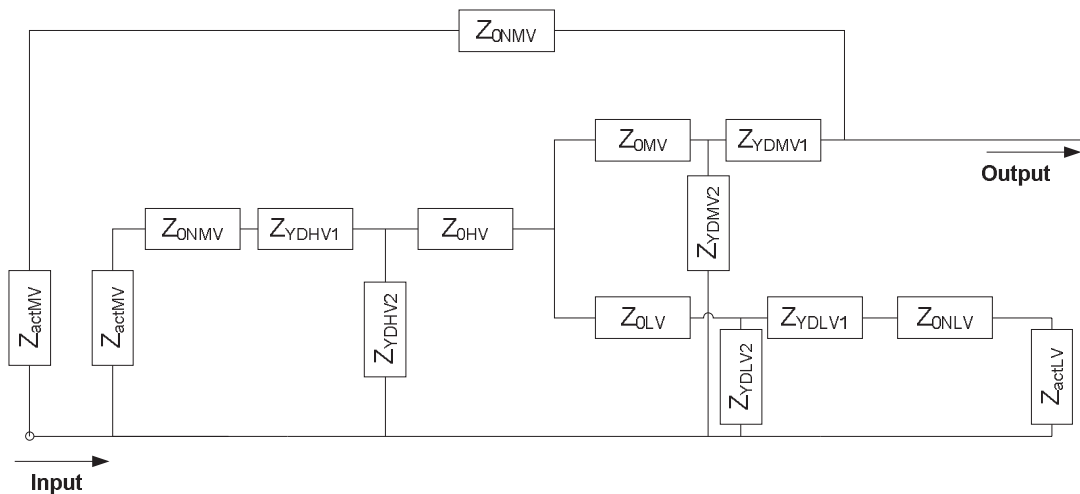 Z0NMV
Z0MV
ZYDMV1
Output
Z0NMV
ZYDHV1
Z0HV
ZYDMV2
ZactMV
ZactMV
ZYDHV2
Z0LV
ZYDLV1
Z0NLV
ZYDLV2
ZactLV
Input